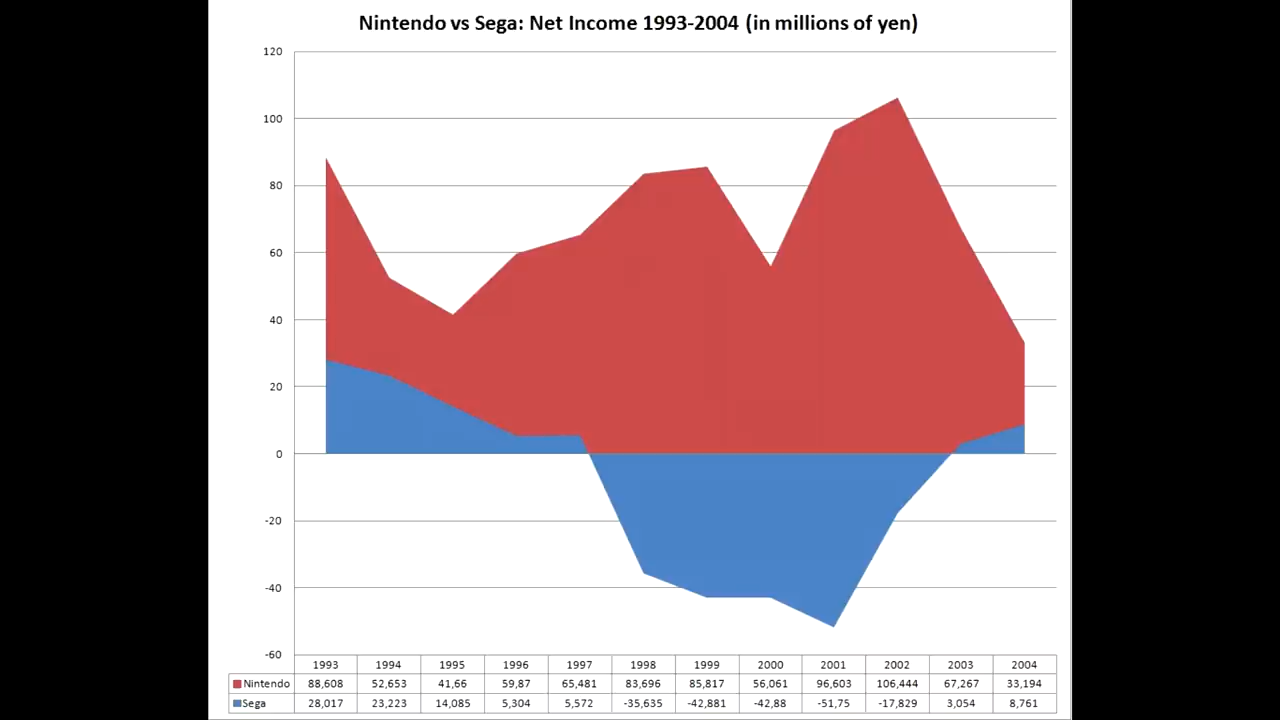 Nintendo vs Sega: Net Income 1993-2004 (in millions of yen)
120
100
80
60
40
20
0
-20
-40
-60
1993 1994 1995 1996 1997 1998 1999 2000 2001 2002 2003 2004
Nintendo 88,608 52,653 41,66 59,87 65,481 83,696 85,817 56,061 96,603 106,444 67,267 33,194
Sega 28,017 23,223 14,085 5,304 5,572 -35,635 -42,881 -42,88 -51,75 -17,829 3,054 8,761